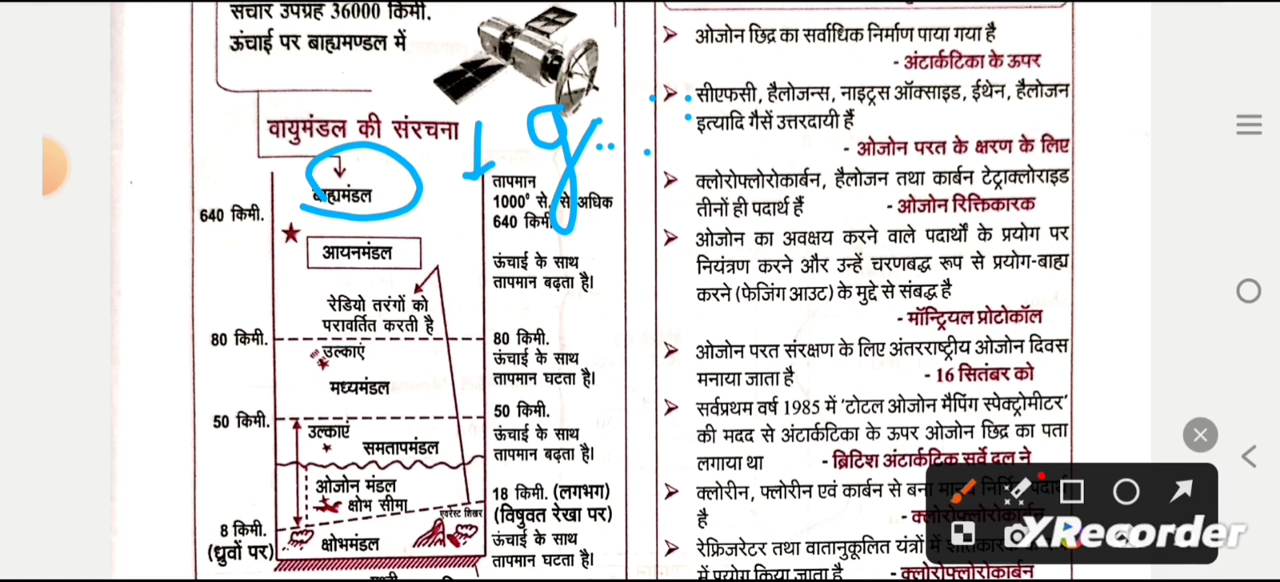 संचार उपग्रह 36000 किमी.
ऊंचाई पर बाह्यमण्डल में
वायुमंडल की संरचना
बाह्यमंडल
640 किमी.
तापमान
1000° से. से अधिक
640 किमी.
आयनमंडल
ऊंचाई के साथ
तापमान बढ़ता है।
रेडियो तरंगों को
परावर्तित करती है
80 किमी.
80 किमी.
उल्काएं
ऊंचाई के साथ
तापमान घटता है।
मध्यमंडल
50 किमी.
50 किमी.
उल्काएं
समतापमंडल
ऊंचाई के साथ
तापमान बढ़ता है।
ओजोन मंडल
क्षोभ सीमा
एवरेस्ट शिखर
18 किमी. (लगभग)
(विषुवत रेखा पर)
8 किमी.
(ध्रुवों पर)
क्षोभमंडल
ऊंचाई के साथ
तापमान घटता है।
ओजोन छिद्र का सर्वाधिक निर्माण पाया गया है
- अंटार्कटिका के ऊपर
सीएफसी, हैलोजन्स, नाइट्रस ऑक्साइड, ईथेन, हैलोजन
इत्यादि गैसें उत्तरदायी हैं
- ओजोन परत के क्षरण के लिए
क्लोरोफ्लोरोकार्बन, हैलोजन तथा कार्बन टेट्राक्लोराइड
तीनों ही पदार्थ हैं - ओजोन रिक्तिकारक
ओजोन का अवक्षय करने वाले पदार्थों के प्रयोग पर
नियंत्रण करने और उन्हें चरणबद्ध रूप से प्रयोग-बाह्य
करने (फेजिंग आउट) के मुद्दे से संबद्ध है
- मॉन्ट्रियल प्रोटोकॉल
ओजोन परत संरक्षण के लिए अंतरराष्ट्रीय ओजोन दिवस
मनाया जाता है - 16 सितंबर को
सर्वप्रथम वर्ष 1985 में 'टोटल ओजोन मैपिंग स्पेक्ट्रोमीटर'
की मदद से अंटार्कटिका के ऊपर ओजोन छिद्र का पता
लगाया था - ब्रिटिश अंटार्कटिक सर्वे दल ने
क्लोरीन, फ्लोरीन एवं कार्बन से बना
है
रेफ्रिजरेटर तथा वातानुकूलित यंत्रों में
में प्रयोग किया जाता है - क्लोरोफ्लोरोकार्बन
XRecorder